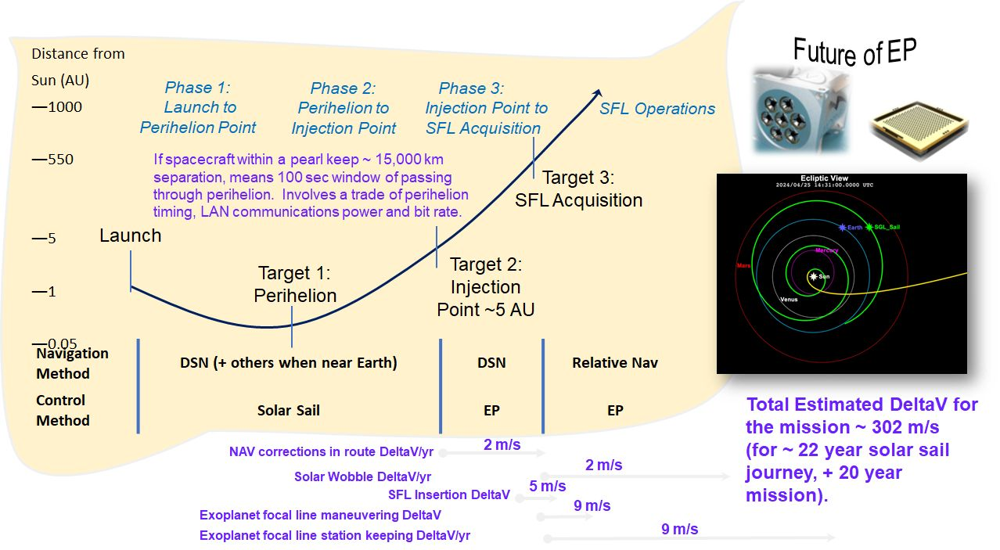 Distance from
Sun (AU)
—1000
—550
—5
—1
—0.05
Phase 1:
Launch to
Perihelion Point
Phase 2:
Perihelion to
Injection Point
Phase 3:
Injection Point to
SFL Acquisition
SFL Operations
If spacecraft within a pearl keep ~ 15,000 km
separation, means 100 sec window of passing
through perihelion. Involves a trade of perihelion
timing, LAN communications power and bit rate.
Launch
Target 1:
Perihelion
Target 2:
Injection
Point ~5 AU
Target 3:
SFL Acquisition
Navigation
Method
DSN (+ others when near Earth)
DSN
Relative Nav
Control
Method
Solar Sail
EP
EP
NAV corrections in route DeltaV/yr
2 m/s
Solar Wobble DeltaV/yr
2 m/s
SFL Insertion DeltaV
5 m/s
Exoplanet focal line maneuvering DeltaV
9 m/s
Exoplanet focal line station keeping DeltaV/yr
9 m/s
Future of EP
Ecliptic View
2024/04/25 14:31:00.0000 UTC
Earth
SGL_Sail
Mercury
Mars
Sun
Venus
Total Estimated DeltaV for
the mission ~ 302 m/s
(for ~ 22 year solar sail
journey, + 20 year
mission).